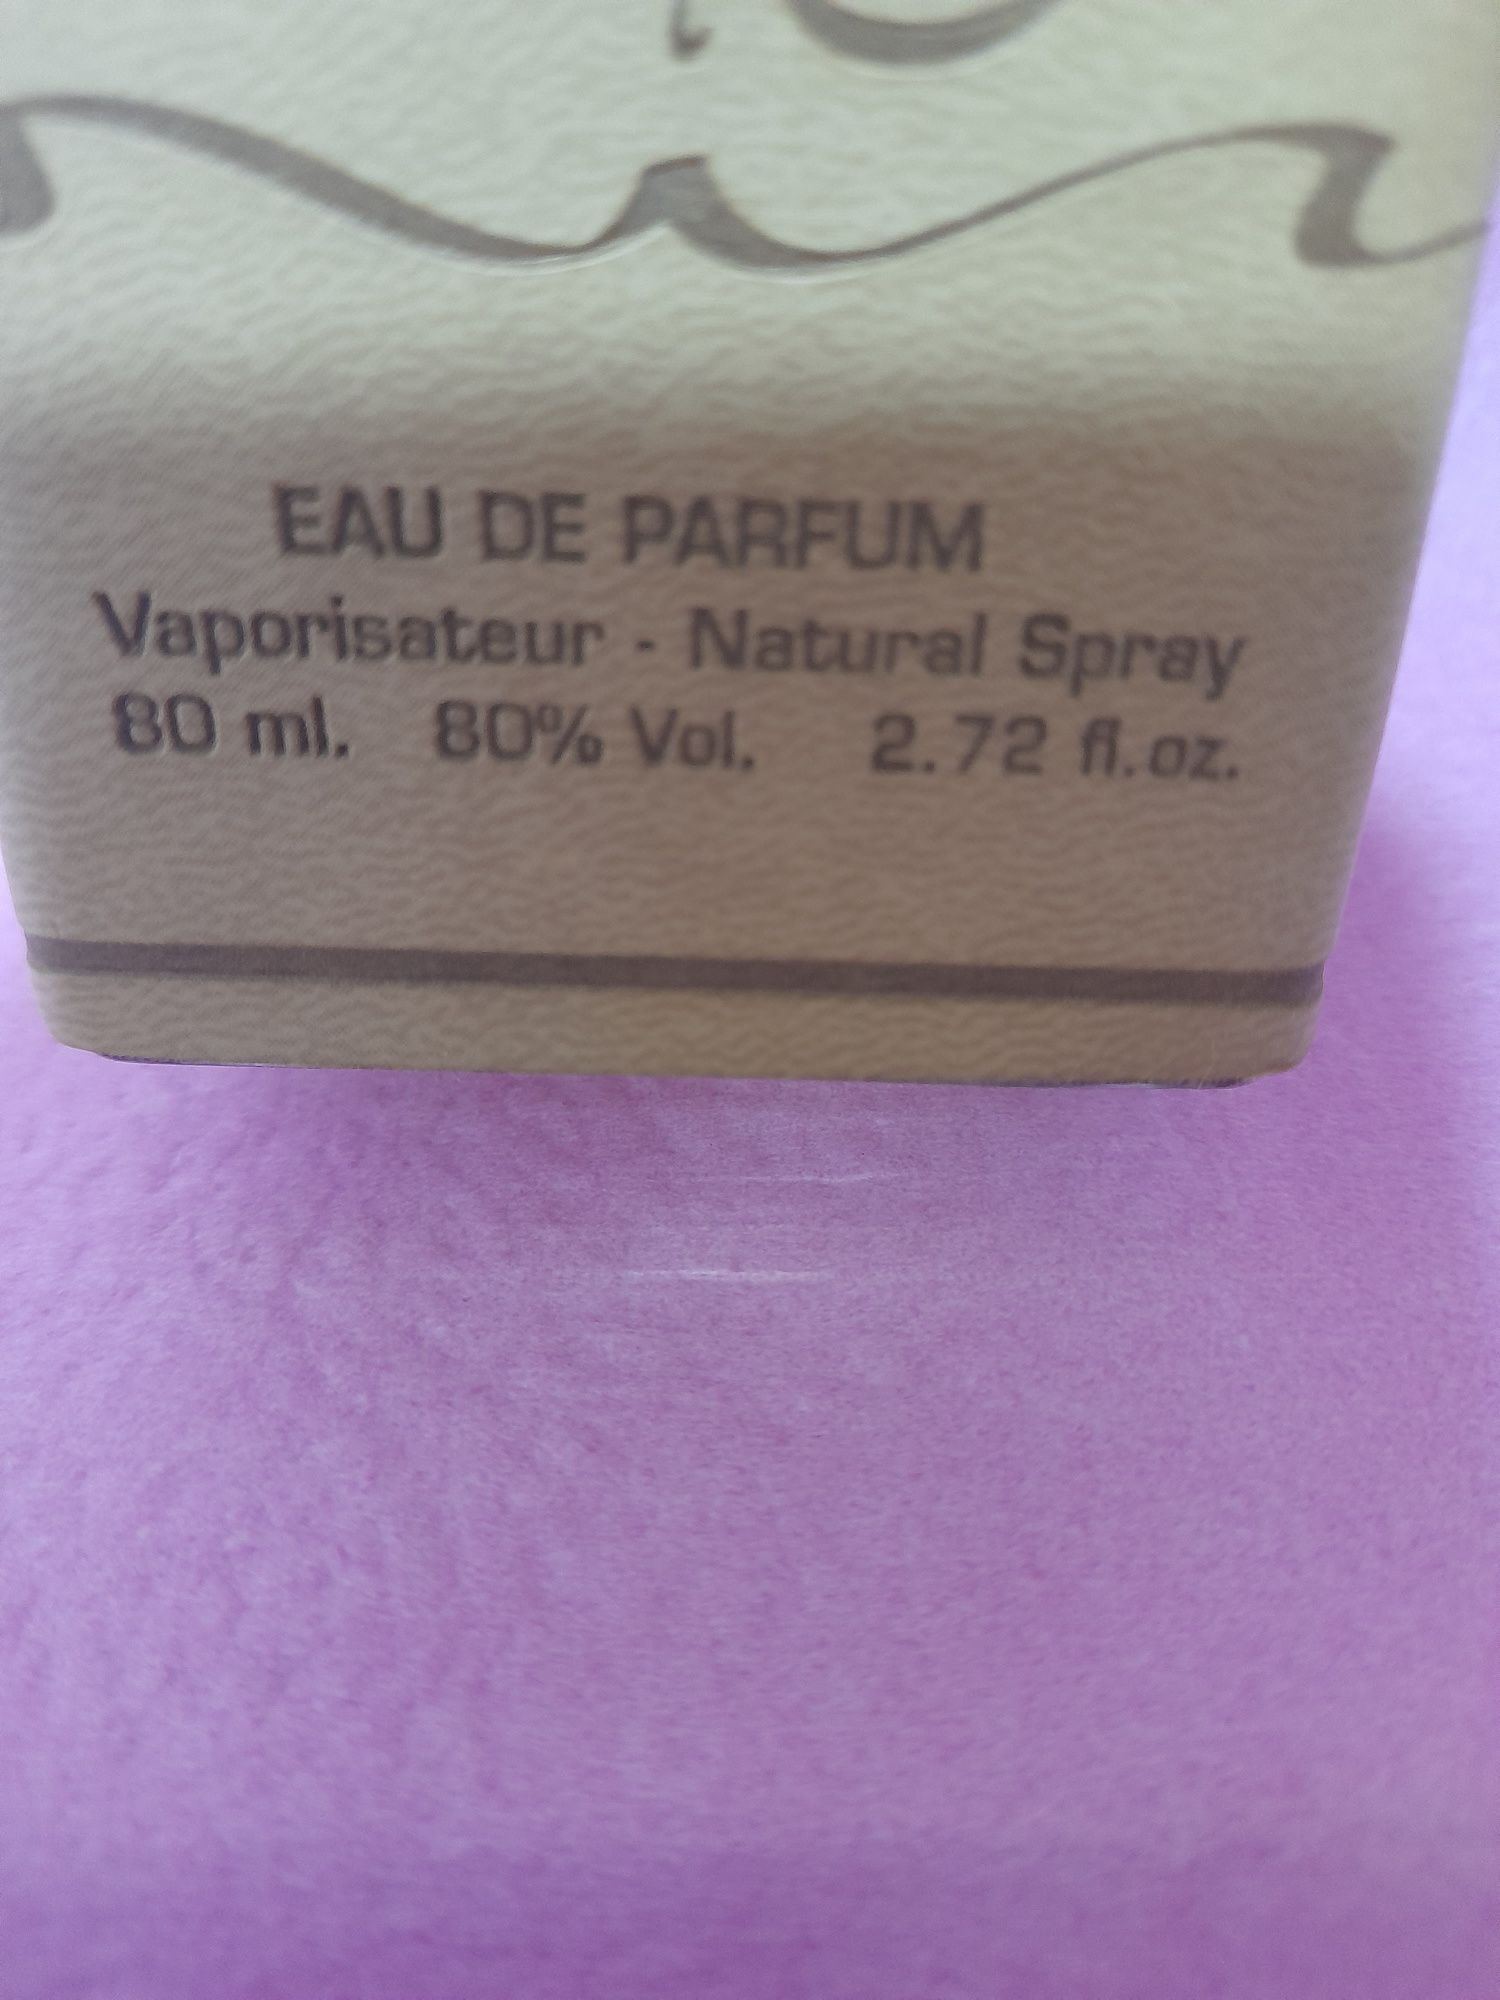 EAU DE PARFUM
Vaporisateur - Natural Spray
80 ml. 80% Vol. 2.72 fl.oz.